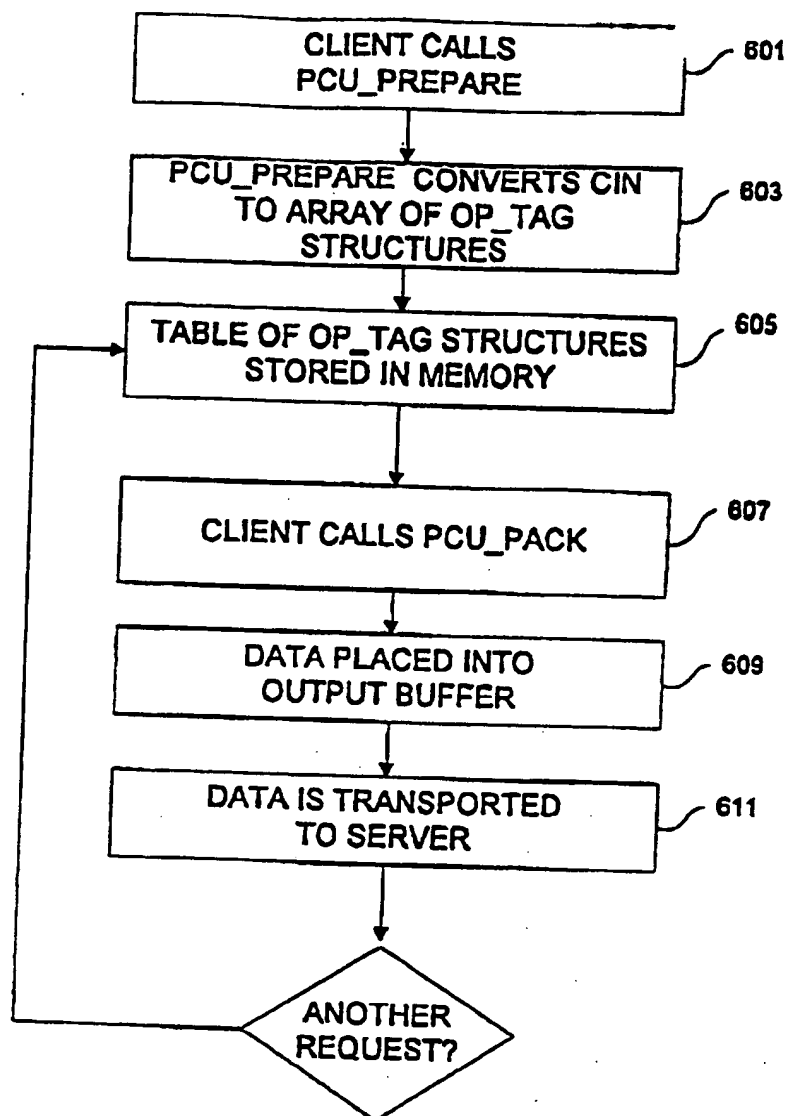 CLIENT CALLS
PCU_PREPARE
601
PCU_PREPARE CONVERTS CIN
TO ARRAY OF OP_TAG
STRUCTURES
603
TABLE OF OP_TAG STRUCTURES
STORED IN MEMORY
605
CLIENT CALLS PCU_PACK
607
DATA PLACED INTO
OUTPUT BUFFER
609
DATA IS TRANSPORTED
TO SERVER
611
ANOTHER
REQUEST?